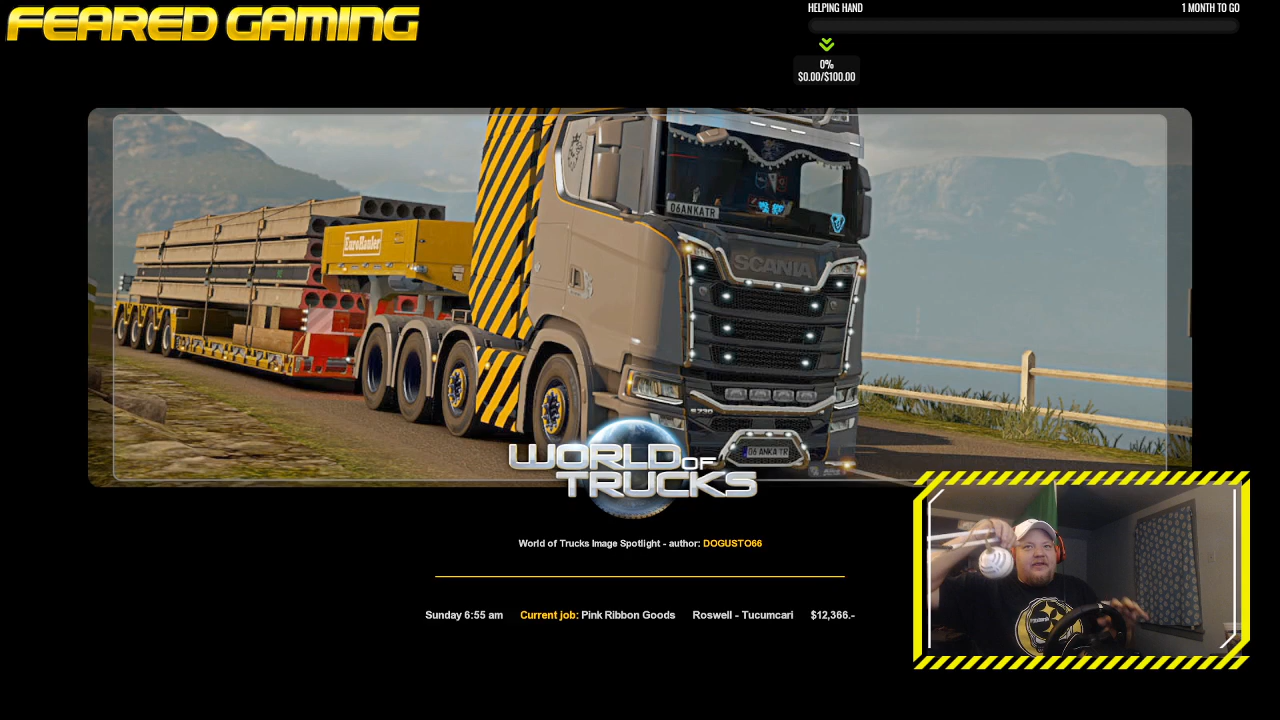 FEARED GAMING
HELPING HAND
1 MONTH TO GO
0%
$0.00/$100.00
EuroHauler
06ANKATR
SCANIA
S 730
06 ANKA TR
WORLD OF
TRUCKS
World of Trucks Image Spotlight - author: DOGUSTO66
Sunday 6:55 am Current job: Pink Ribbon Goods Roswell - Tucumcari $12,366.-